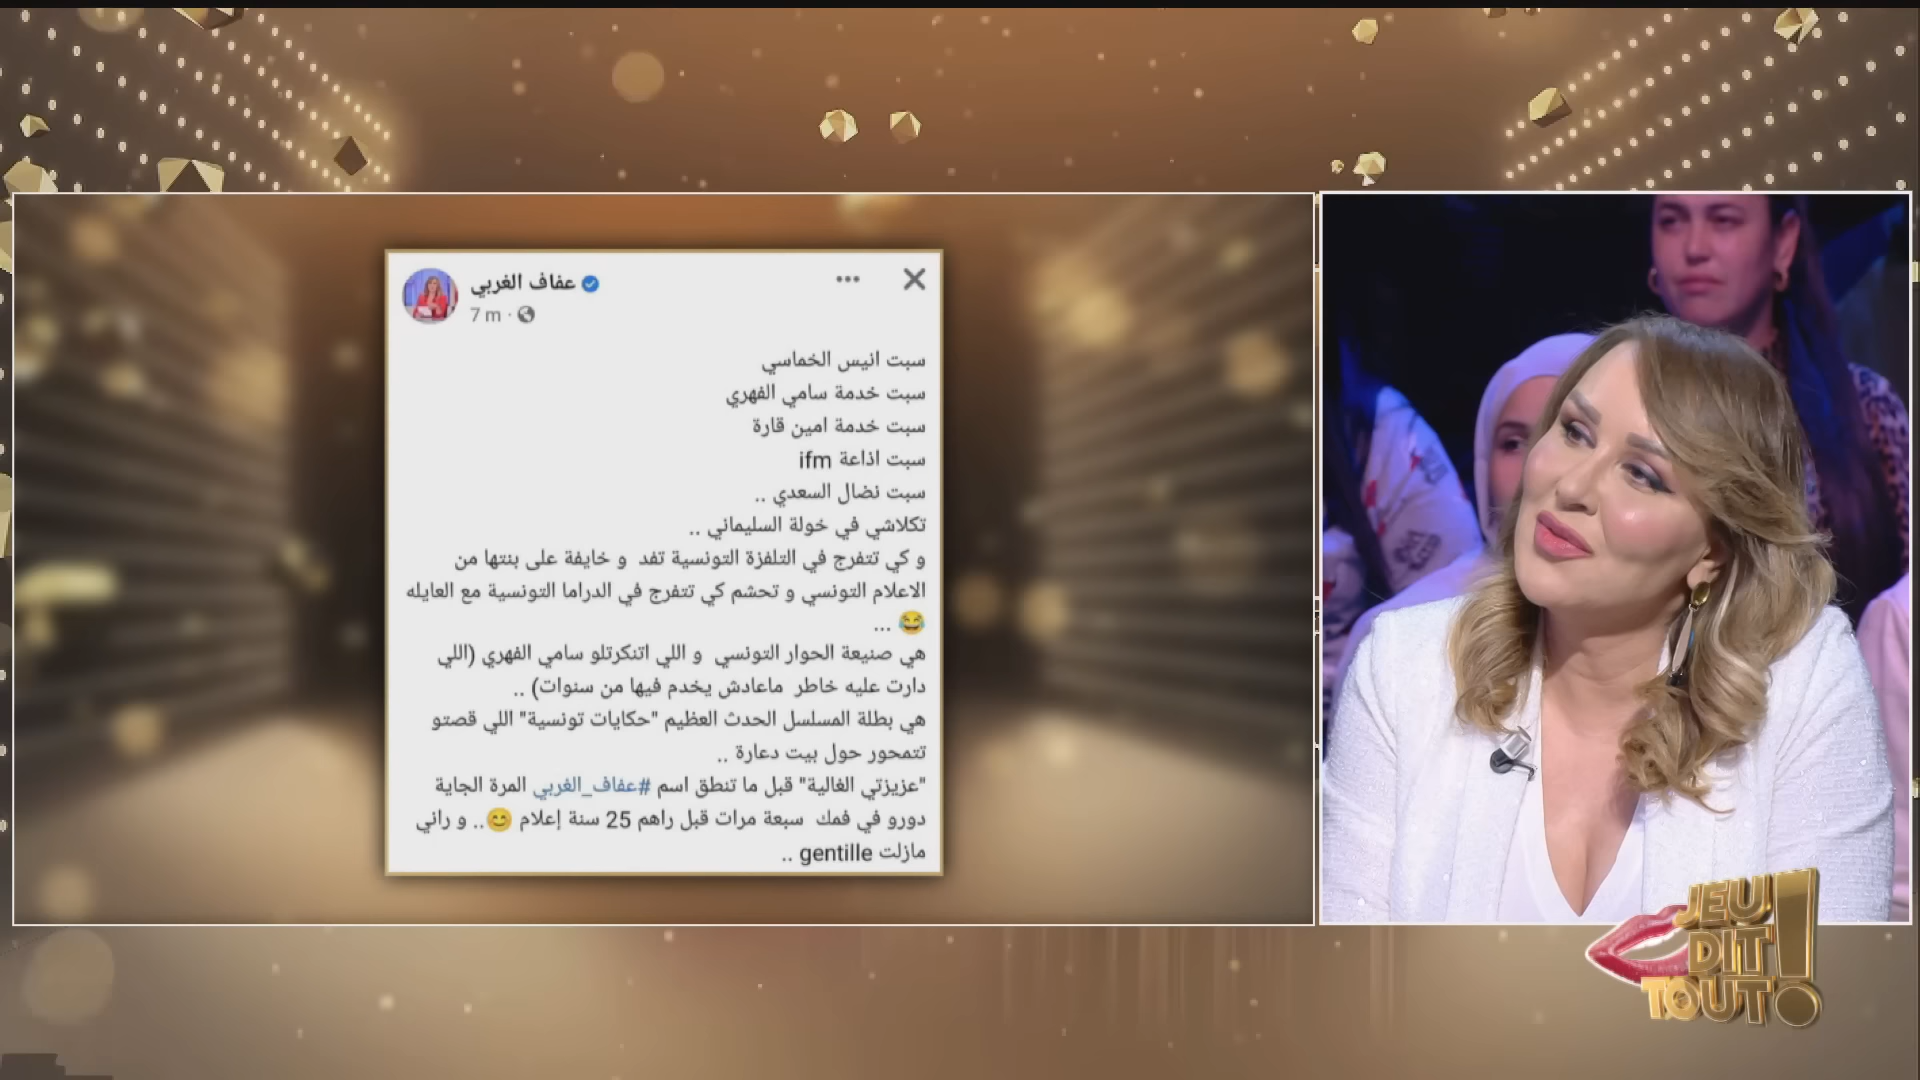 عفاف الغربي
7 m ·
سبت انيس الخماسي
سبت خدمة سامي الفهري
سبت خدمة امين قارة
سبت اذاعة ifm
سبت نضال السعدي ..
تكلاشي في خولة السليماني ..
و كي تتفرج في التلفزة التونسية تفد و خايفة على بنتها من
الاعلام التونسي و تحشم كي تتفرج في الدراما التونسية مع العايله
😂 ...
هي صنيعة الحوار التونسي و اللي اتنكرتلو سامي الفهري (اللي
دارت عليه خاطر ماعادش يخدم فيها من سنوات) ..
هي بطلة المسلسل الحدث العظيم "حكايات تونسية" اللي قصتو
تتمحور حول بيت دعارة ..
"عزيزتي الغالية" قبل ما تنطق اسم #عفاف_الغربي المرة الجاية
دورو في فمك سبعة مرات قبل راهم 25 سنة إعلام 😊.. و راني
مازلت gentille ..
JEU
DIT
TOUT!